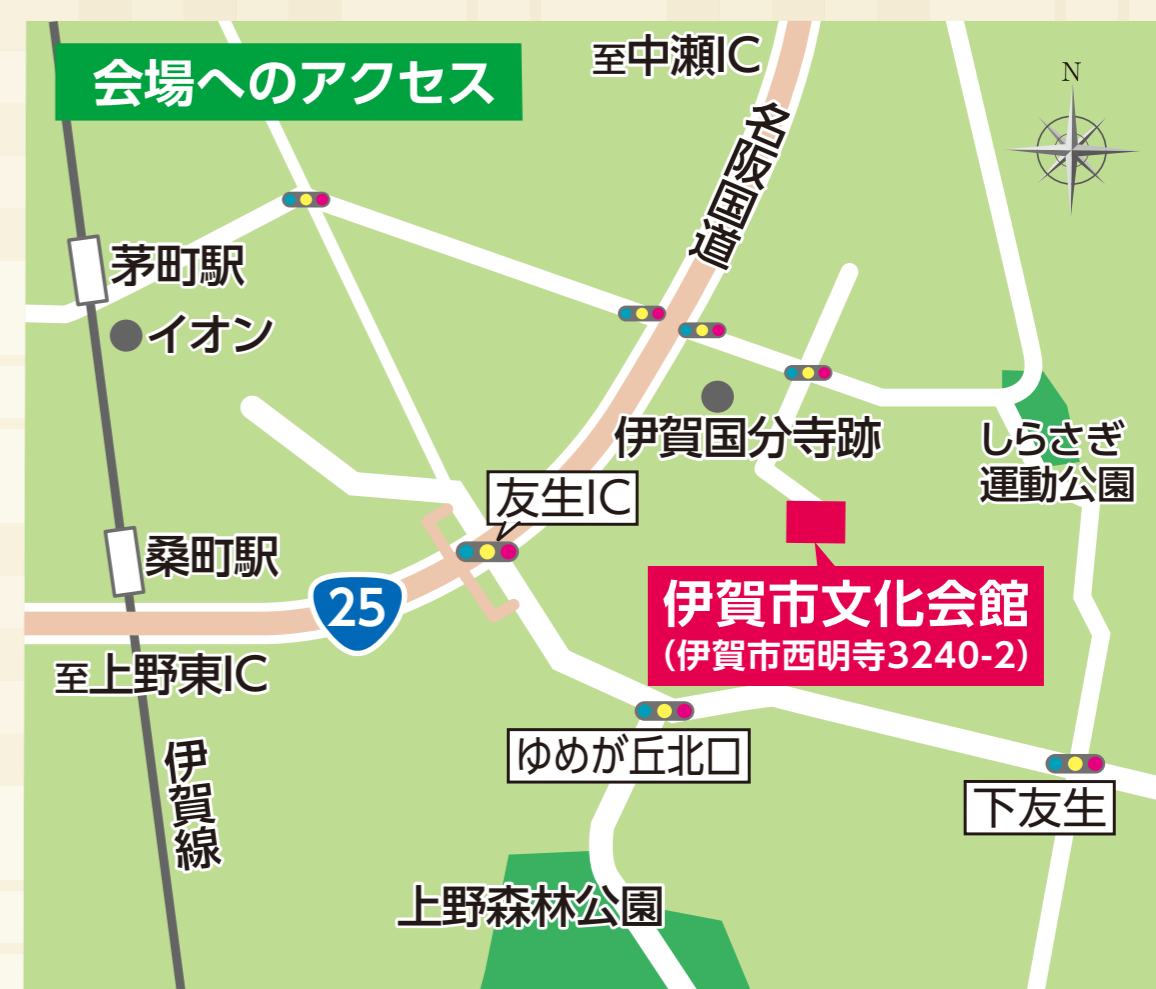 会場へのアクセス
至中瀬IC
N
名阪国道
茅町駅
イオン
伊賀国分寺跡
しらさぎ
運動公園
友生IC
桑町駅
25
伊賀市文化会館
(伊賀市西明寺3240-2)
至上野東IC
ゆめが丘北口
伊賀線
下友生
上野森林公園